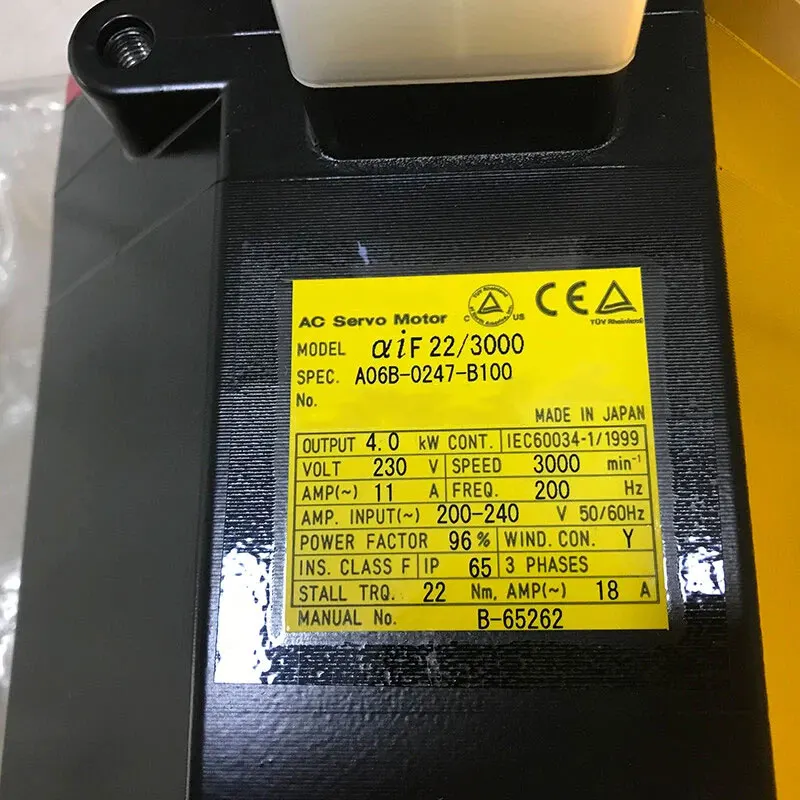 AC Servo Motor
C US
TÜV Rheinland
CE
TÜV Rheinland
MODEL αiF 22/3000
SPEC. A06B-0247-B100
No.
MADE IN JAPAN
OUTPUT 4.0 kW CONT. IEC60034-1/1999
VOLT 230 V SPEED 3000 min⁻¹
AMP(~) 11 A FREQ. 200 Hz
AMP. INPUT(~) 200-240 V 50/60Hz
POWER FACTOR 96% WIND. CON. Y
INS. CLASS F IP 65 3 PHASES
STALL TRQ. 22 Nm, AMP(~) 18 A
MANUAL No. B-65262